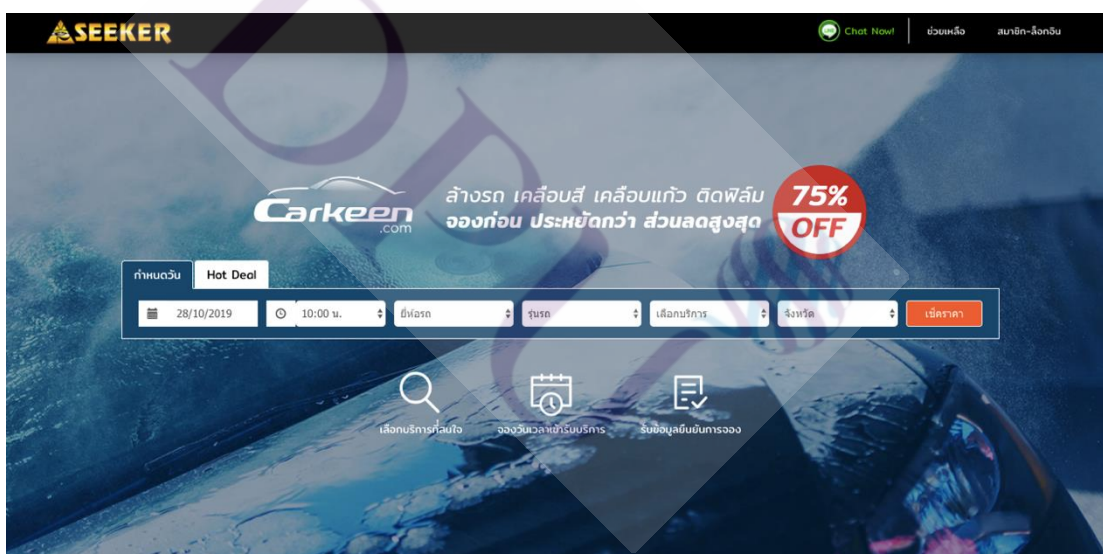 SEEKER
LINE
Chat Now!
ช่วยเหลือ
สมาชิก-ล็อกอิน
Carkeen
.com
ล้างรถ เคลือบสี เคลือบแก้ว ติดฟิล์ม
จองก่อน ประหยัดกว่า ส่วนลดสูงสุด
75%
OFF
กำหนดวัน
Hot Deal
28/10/2019
10:00 น.
ยี่ห้อรถ
รุ่นรถ
เลือกบริการ
จังหวัด
เช็คราคา
เลือกบริการที่สนใจ
จองวันเวลาเข้ารับบริการ
รับข้อมูลยืนยันการจอง
DPU